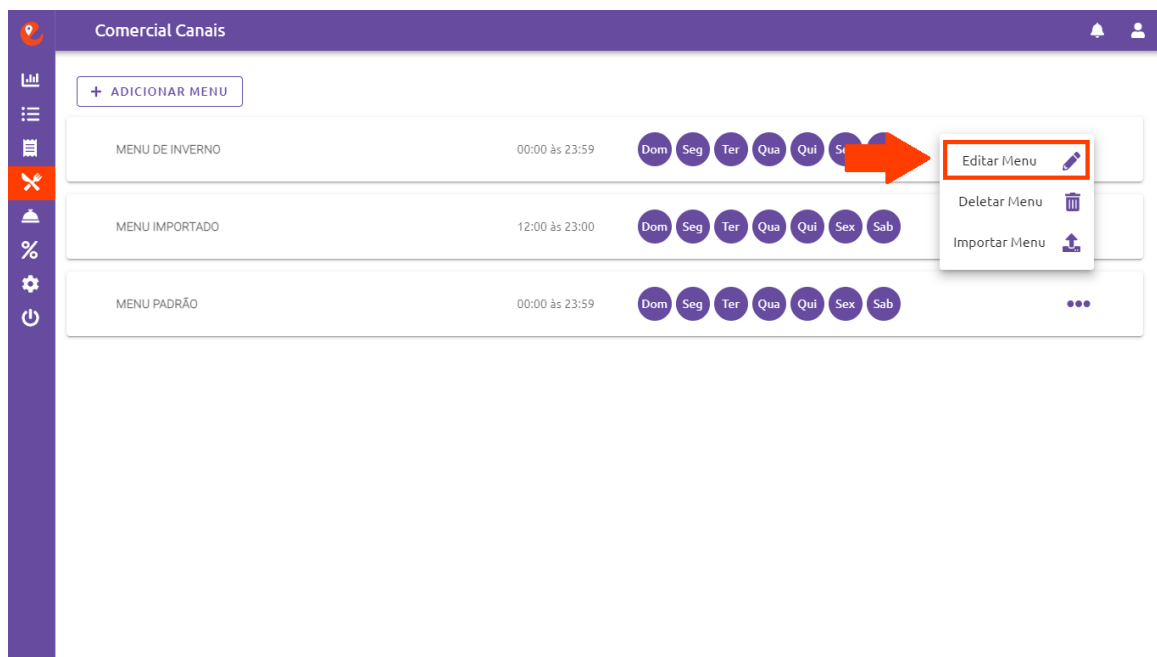 Comercial Canais
+ ADICIONAR MENU
MENU DE INVERNO 00:00 às 23:59 Dom Seg Ter Qua Qui
Editar Menu
Deletar Menu
MENU IMPORTADO 12:00 às 23:00 Dom Seg Ter Qua Qui Sex Sab
Importar Menu
MENU PADRÃO 00:00 às 23:59 Dom Seg Ter Qua Qui Sex Sab